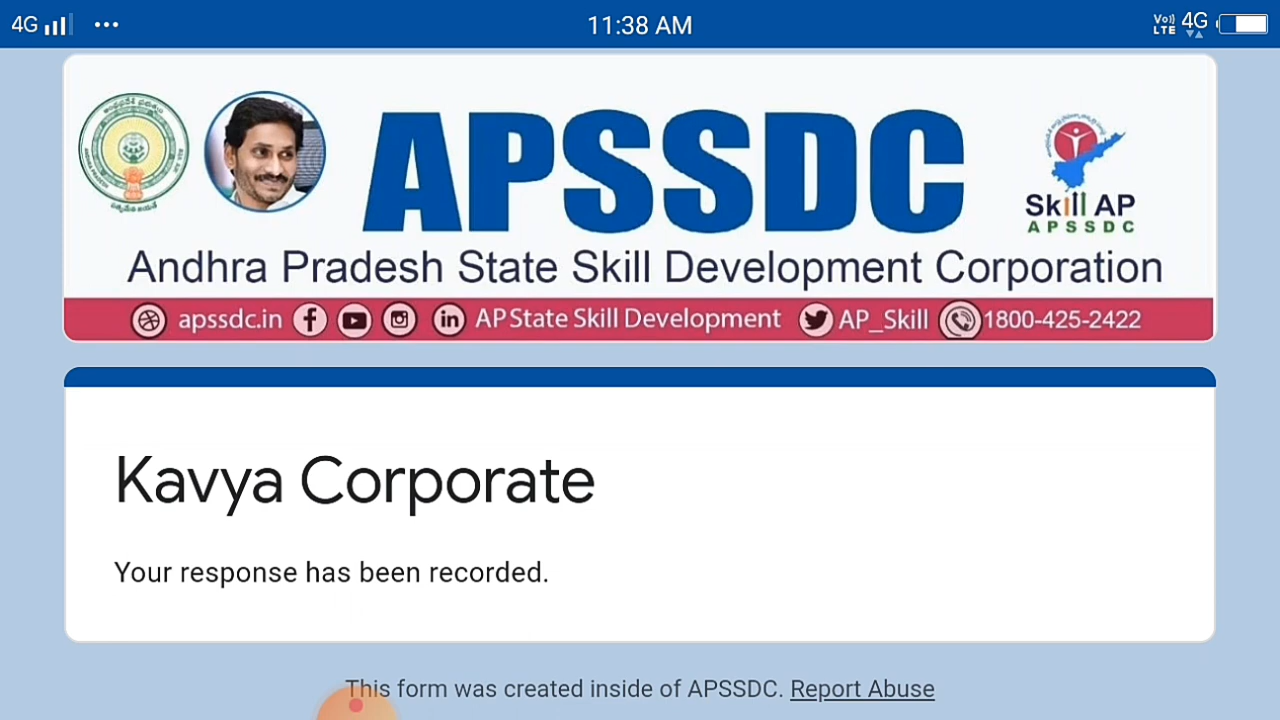 4G ••• 11:38 AM Vo)) LTE 4G
APSSDC
Skill AP
APSSDC
Andhra Pradesh State Skill Development Corporation
apssdc.in AP State Skill Development AP_Skill 1800-425-2422
Kavya Corporate
Your response has been recorded.
This form was created inside of APSSDC. Report Abuse